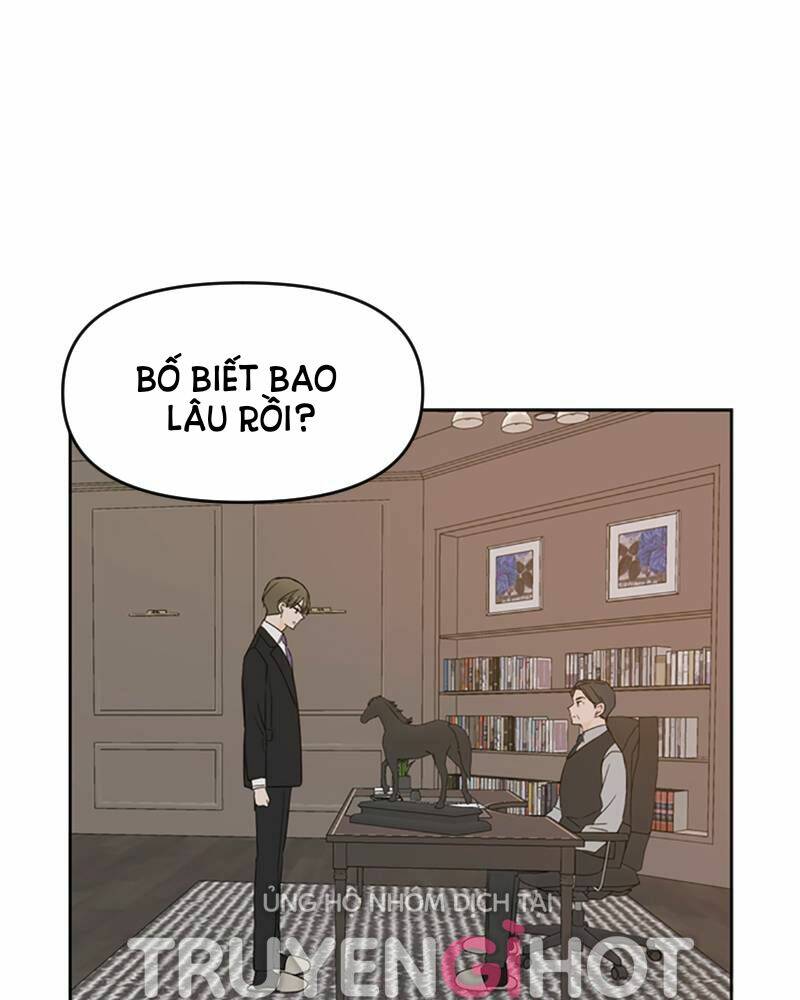 BỐ BIẾT BAO
LÂU RỒI?
ỦNG HỘ NHÓM DỊCH TẠI
TRUYENGIHOT